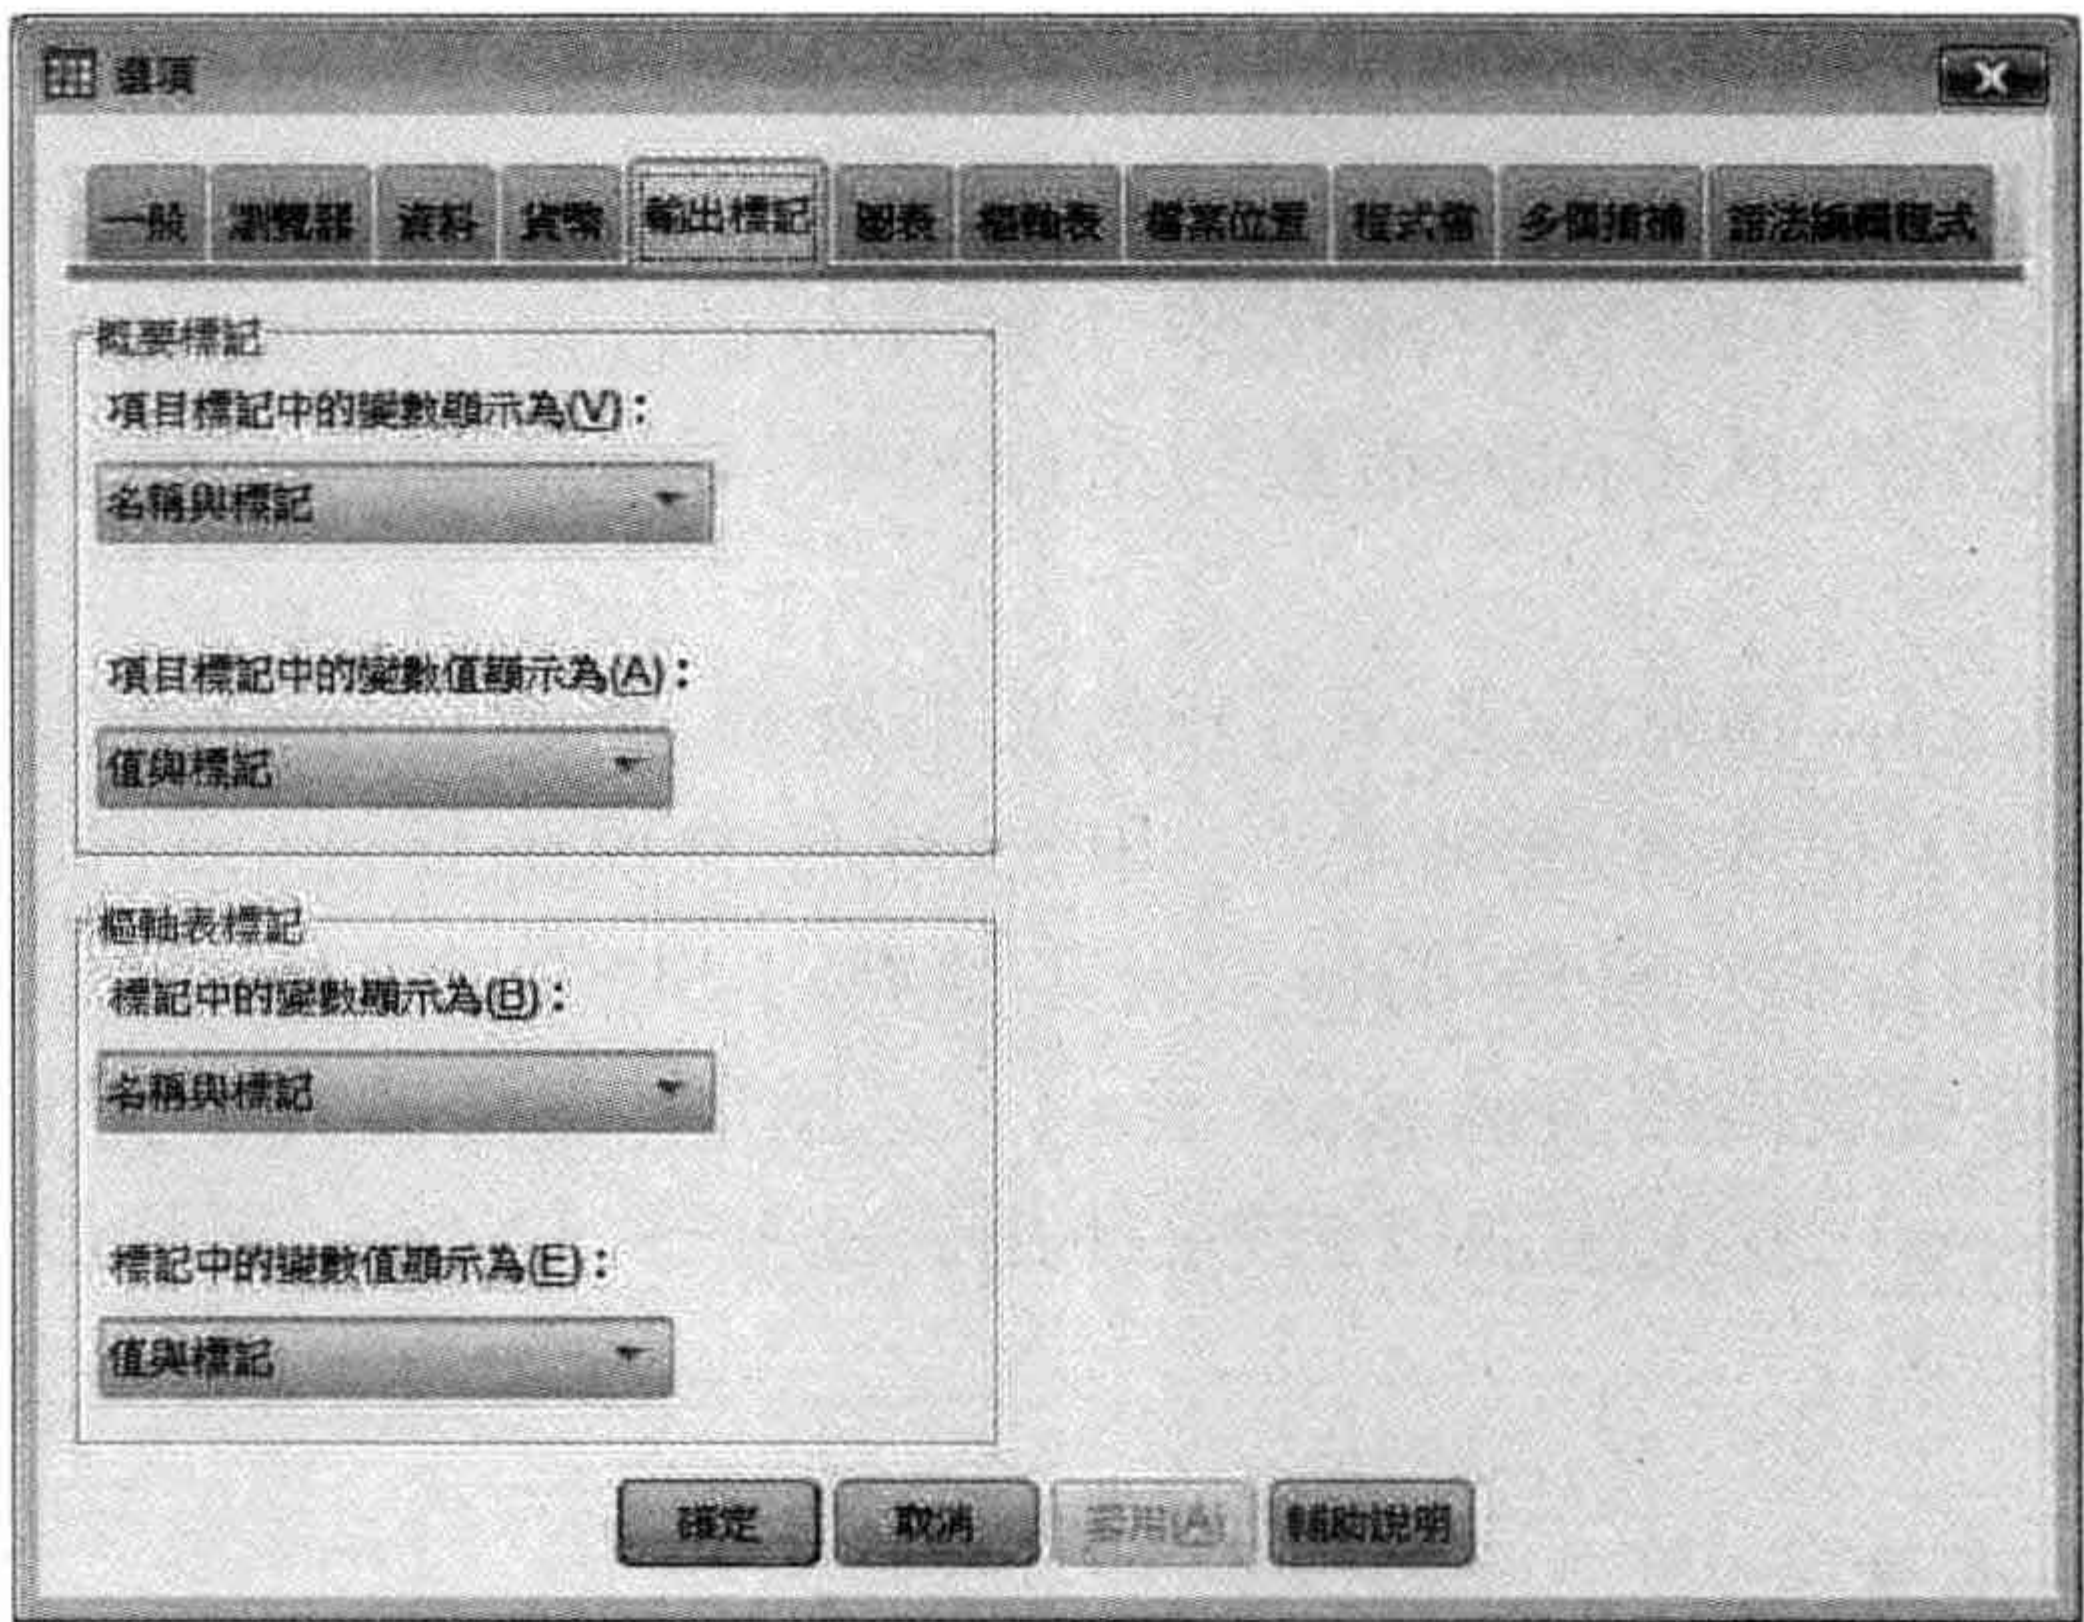 選項
一般 瀏覽器 資料 貨幣 輸出標記 圖表 樞軸表 檔案位置 程式檔 多個插補 語法編輯程式
概要標記
項目標記中的變數顯示為(V)：
名稱與標記
項目標記中的變數值顯示為(A)：
值與標記
樞軸表標記
標記中的變數顯示為(B)：
名稱與標記
標記中的變數值顯示為(E)：
值與標記
確定 取消 套用(A) 輔助說明